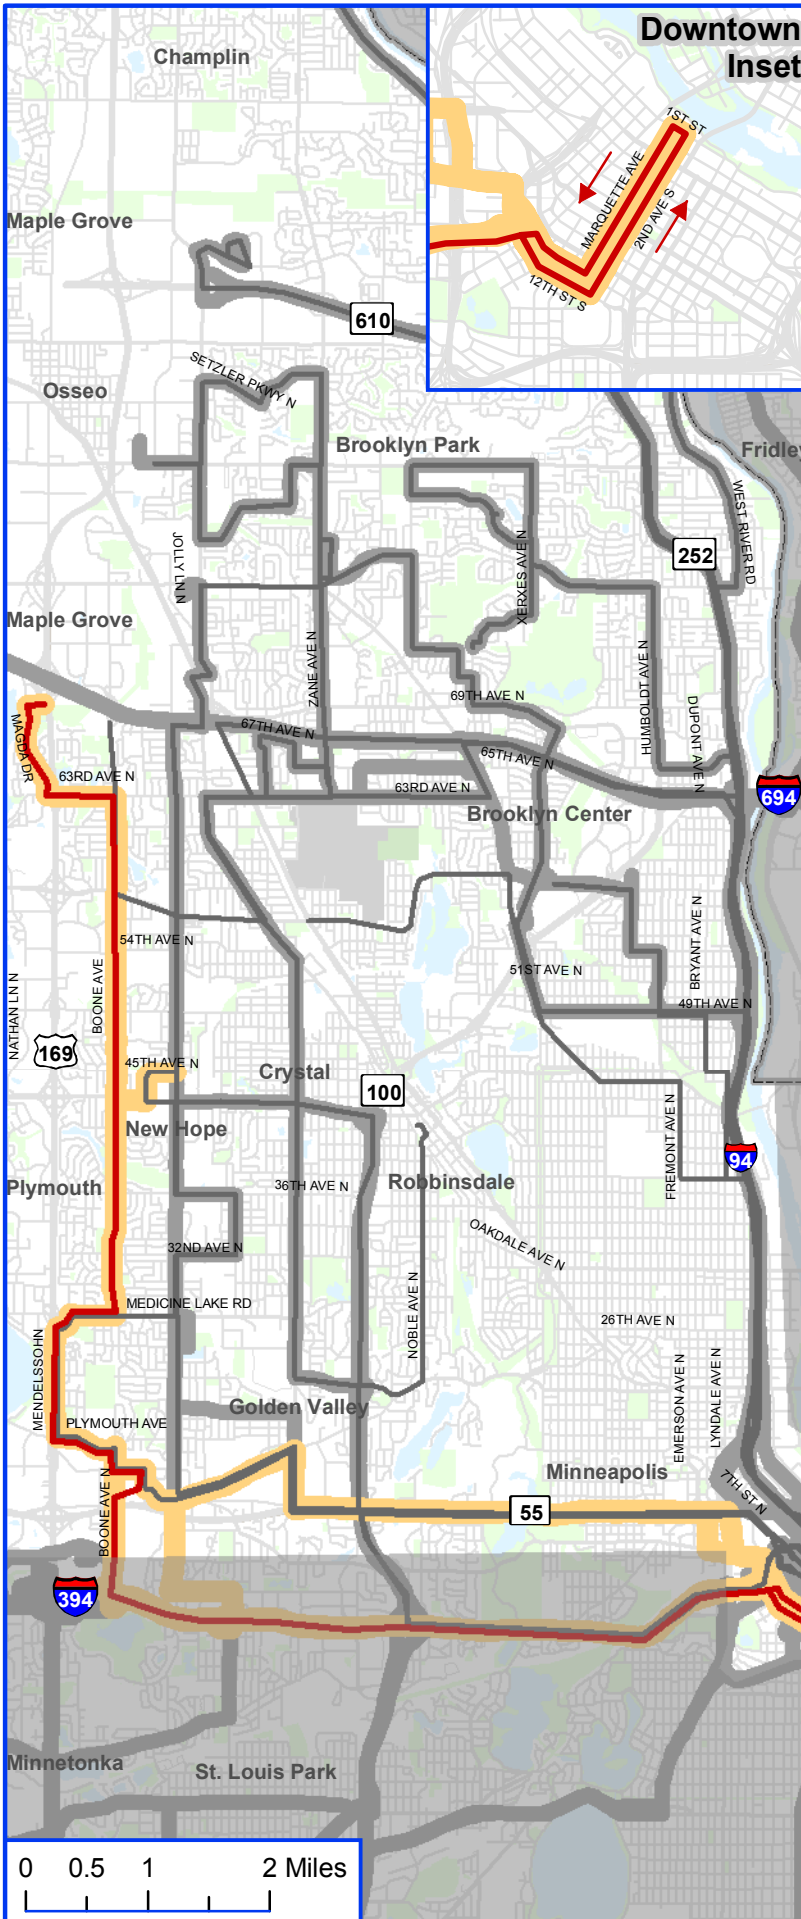 Downtown
Inset
Champlin
1ST ST
MARQUETTE AVE
2ND AVE S
12TH ST S
Maple Grove
610
SETZLER PKWY N
Osseo
Brooklyn Park
Fridley
WEST RIVER RD
252
JOLLY LN N
XERXES AVE N
Maple Grove
ZANE AVE N
HUMBOLDT AVE N
69TH AVE N
DUPONT AVE N
MAGDA DR
67TH AVE N
65TH AVE N
63RD AVE N
63RD AVE N
694
Brooklyn Center
54TH AVE N
BRYANT AVE N
51ST AVE N
BOONE AVE
NATHAN LN N
49TH AVE N
169
45TH AVE N
Crystal
100
New Hope
FREMONT AVE N
94
Plymouth
36TH AVE N
Robbinsdale
32ND AVE N
OAKDALE AVE N
MEDICINE LAKE RD
NOBLE AVE N
26TH AVE N
MENDELSSOHN
EMERSON AVE N
LYNDALE AVE N
PLYMOUTH AVE
Golden Valley
Minneapolis
7TH ST N
55
BOONE AVE N
394
Minnetonka
St. Louis Park
0 0.5 1 2 Miles